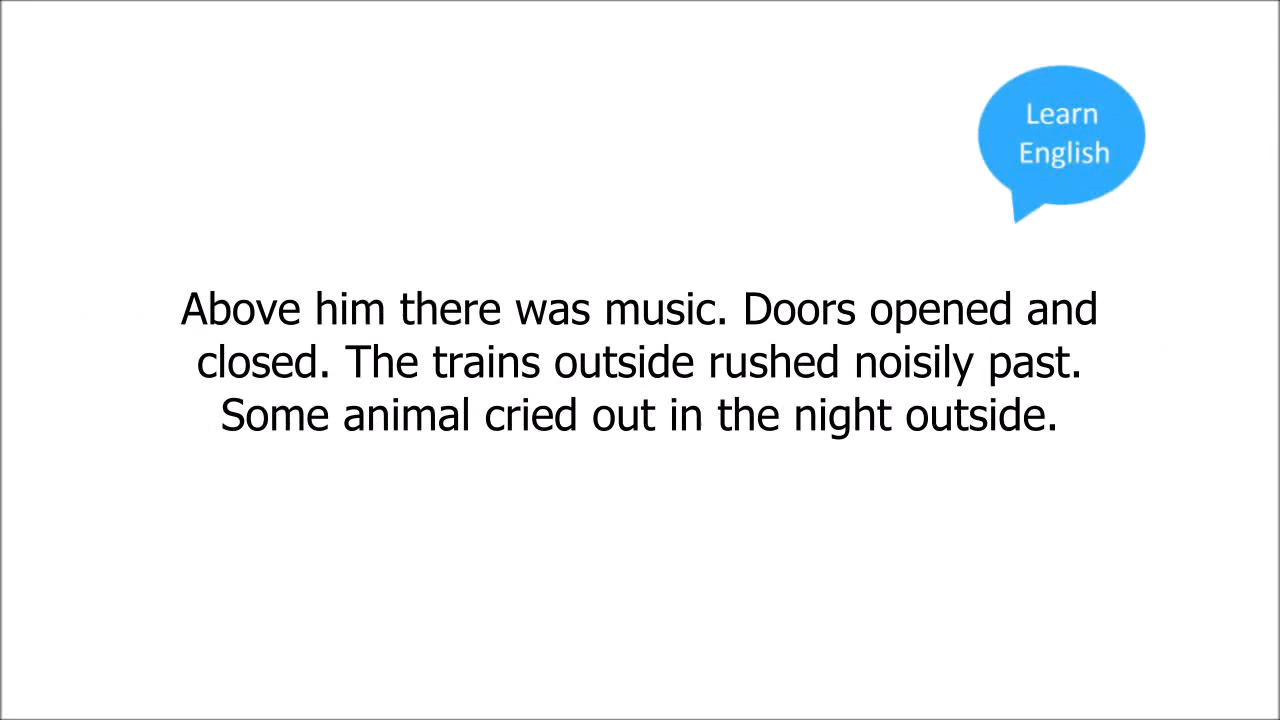 Learn
English
Above him there was music. Doors opened and
closed. The trains outside rushed noisily past.
Some animal cried out in the night outside.